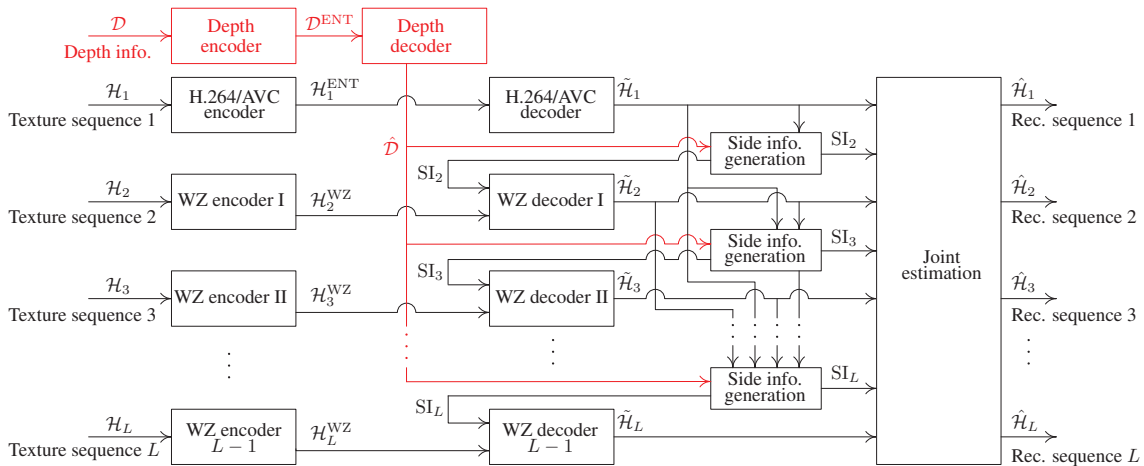 𝒟 𝒟^ENT
Depth info.
Depth encoder
Depth decoder
ℋ_1 ℋ_1^ENT ℋ̃_1 ℋ̂_1
Texture sequence 1
H.264/AVC encoder
H.264/AVC decoder
Rec. sequence 1
𝒟̂
Side info. generation
SI_2
SI_2
ℋ_2 ℋ_2^WZ ℋ̃_2 ℋ̂_2
Texture sequence 2
WZ encoder I
WZ decoder I
Rec. sequence 2
Side info. generation
SI_3
SI_3
Joint estimation
ℋ_3 ℋ_3^WZ ℋ̃_3 ℋ̂_3
Texture sequence 3
WZ encoder II
WZ decoder II
Rec. sequence 3
Side info. generation
SI_L
SI_L
ℋ_L ℋ_L^WZ ℋ̃_L ℋ̂_L
Texture sequence L
WZ encoder L − 1
WZ decoder L − 1
Rec. sequence L